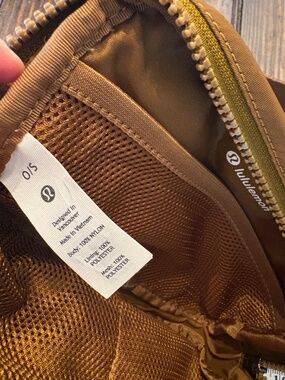 O/S
Designed in
Vancouver
Made in Vietnam
Body: 100% NYLON
Lining: 100%
POLYESTER
Mesh: 100%
POLYESTER
lululemon